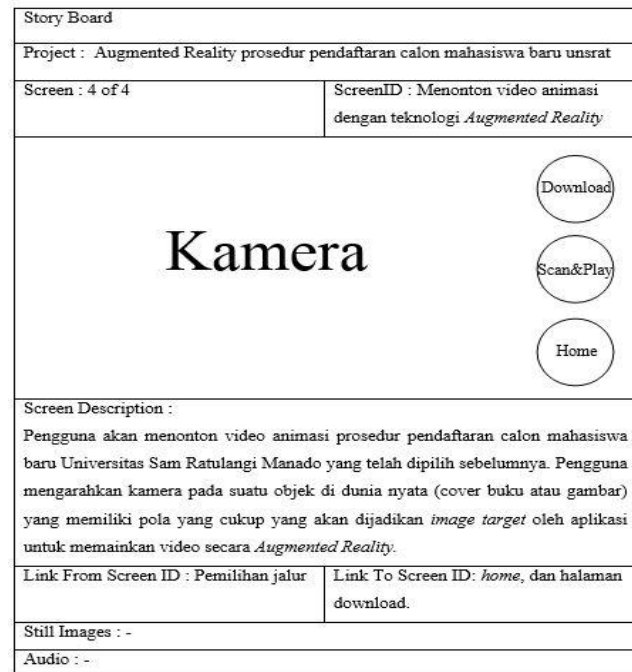 Story Board
Project : Augmented Reality prosedur pendaftaran calon mahasiswa baru unsrat
Screen : 4 of 4
ScreenID : Menonton video animasi
dengan teknologi Augmented Reality
Kamera
Download
Scan&Play
Home
Screen Description :
Pengguna akan menonton video animasi prosedur pendaftaran calon mahasiswa
baru Universitas Sam Ratulangi Manado yang telah dipilih sebelumnya. Pengguna
mengarahkan kamera pada suatu objek di dunia nyata (cover buku atau gambar)
yang memiliki pola yang cukup yang akan dijadikan image target oleh aplikasi
untuk memainkan video secara Augmented Reality.
Link From Screen ID : Pemilihan jalur
Link To Screen ID: home, dan halaman
download.
Still Images : -
Audio : -